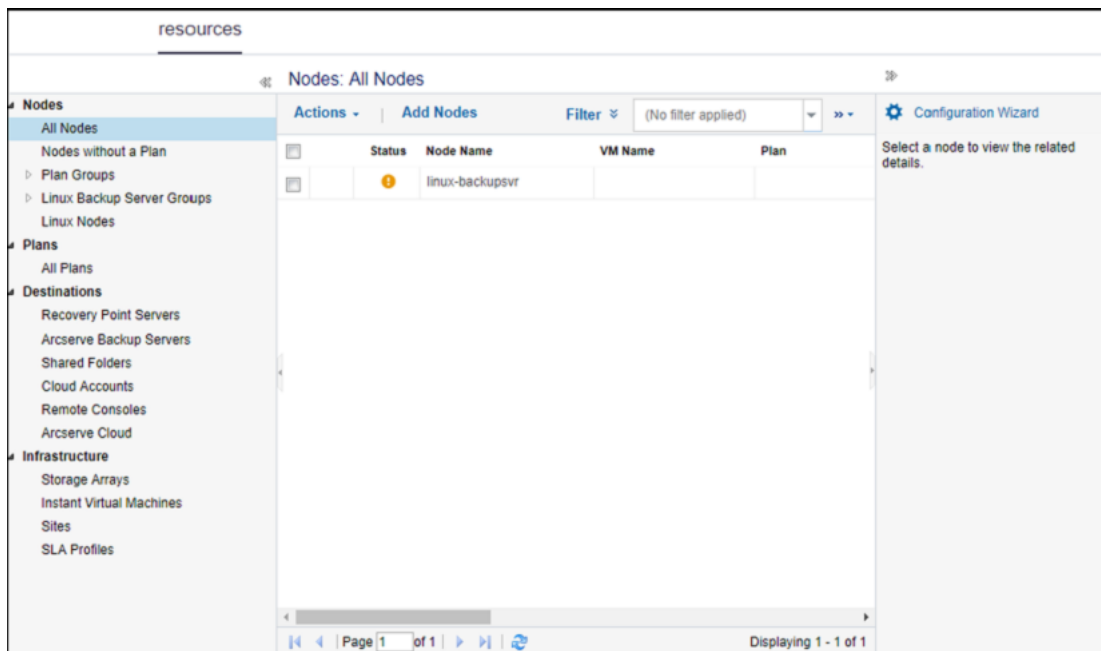 resources
Nodes: All Nodes
Nodes
All Nodes
Nodes without a Plan
Plan Groups
Linux Backup Server Groups
Linux Nodes
Plans
All Plans
Destinations
Recovery Point Servers
Arcserve Backup Servers
Shared Folders
Cloud Accounts
Remote Consoles
Arcserve Cloud
Infrastructure
Storage Arrays
Instant Virtual Machines
Sites
SLA Profiles
Actions | Add Nodes Filter (No filter applied)
Status Node Name VM Name Plan
linux-backupsvr
Page 1 of 1 Displaying 1 - 1 of 1
Configuration Wizard
Select a node to view the related
details.